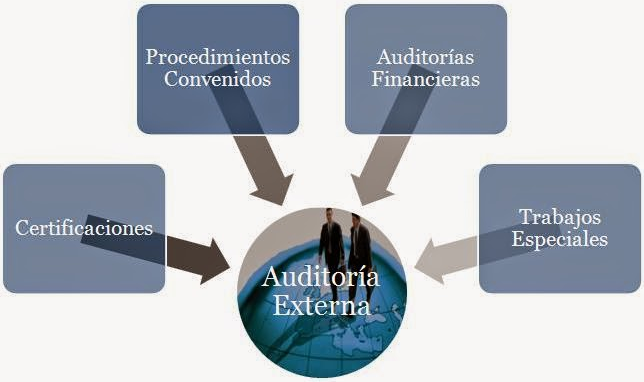 Procedimientos
Convenidos
Auditorías
Financieras
Certificaciones
Trabajos
Especiales
Auditoría
Externa